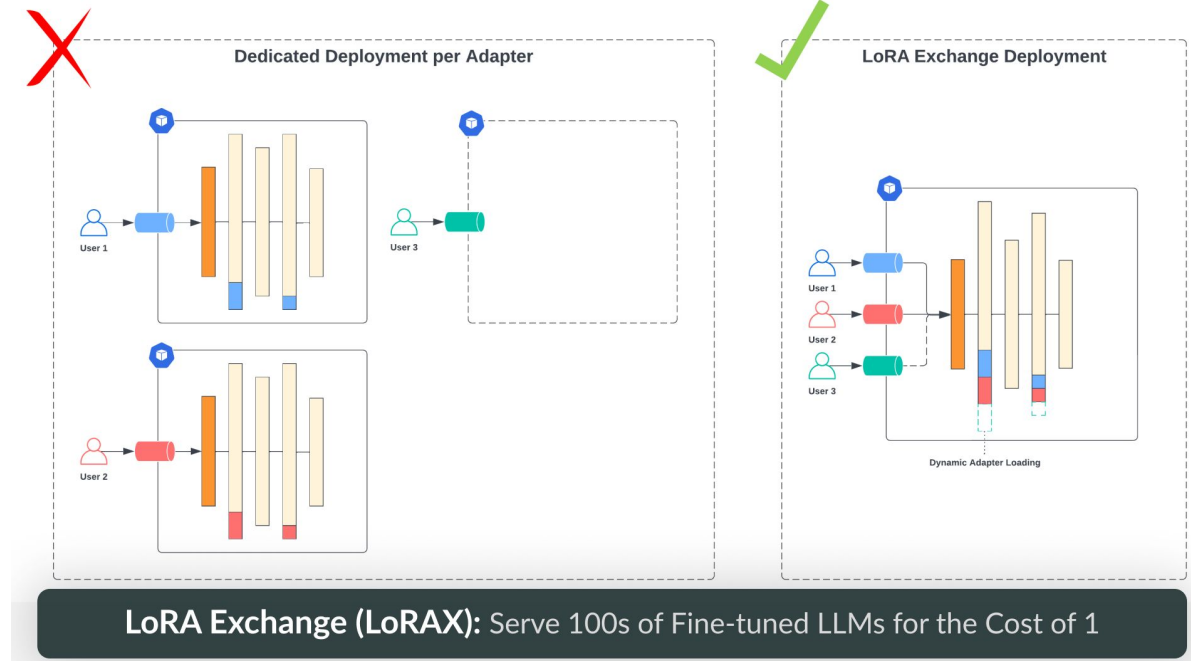 Dedicated Deployment per Adapter
LoRA Exchange Deployment
User 1
User 3
User 2
User 1
User 2
User 3
Dynamic Adapter Loading
LoRA Exchange (LoRAX): Serve 100s of Fine-tuned LLMs for the Cost of 1